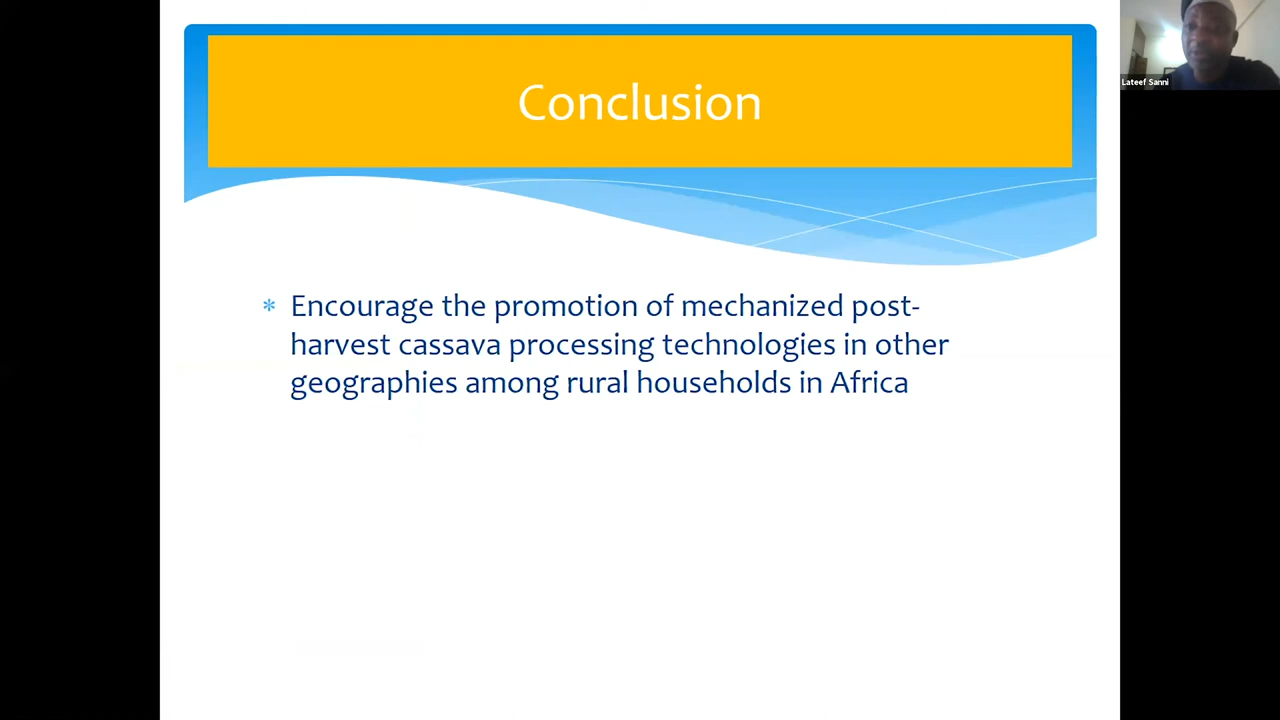 Conclusion
Lateef Sanni
* Encourage the promotion of mechanized post-
harvest cassava processing technologies in other
geographies among rural households in Africa